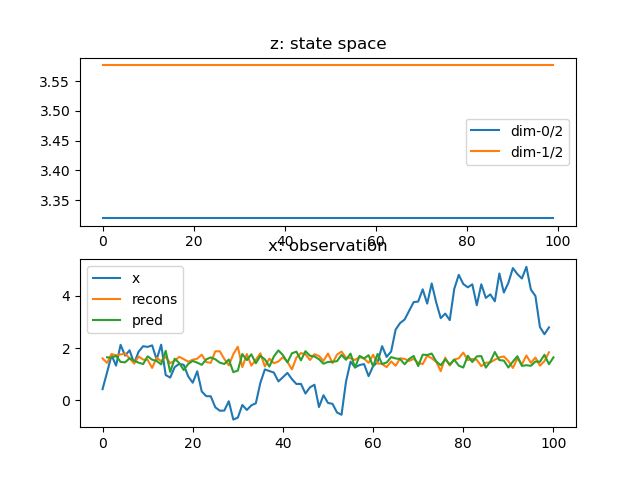 z: state space
3.55
3.50
3.45
3.40
3.35
dim-0/2
dim-1/2
0 20 40 60 80 100
x: observation
4
2
0
x
recons
pred
0 20 40 60 80 100